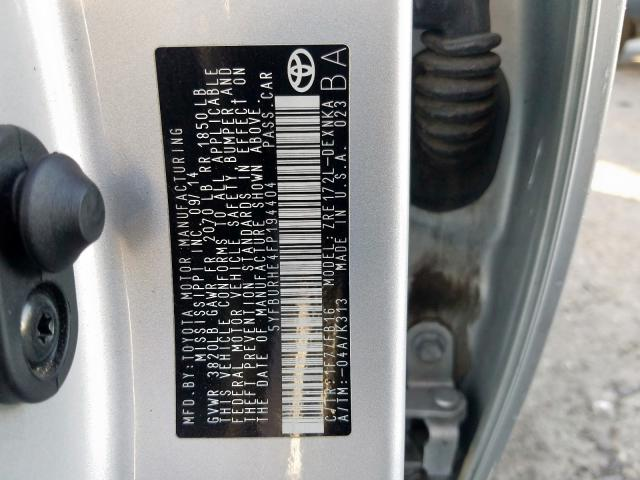 MFD. BY: TOYOTA MOTOR MANUFACTURING
MISSISSIPPI INC. 09/14
GVWR 3820LB GAWR FR 2070 LB RR 1850LB
THIS VEHICLE CONFORMS TO ALL APPLICABLE
FEDERAL MOTOR VEHICLE SAFETY, BUMPER AND
THEFT PREVENTION STANDARDS IN EFFECT ON
THE DATE OF MANUFACTURE SHOWN ABOVE.
5YFBURHE4FP194404 PASS. CAR
C/TR: 1F7/FB16 MODEL: ZRE172L-DEXNKA
A/TM: -04A/K313 MADE IN U.S.A. 023
BA